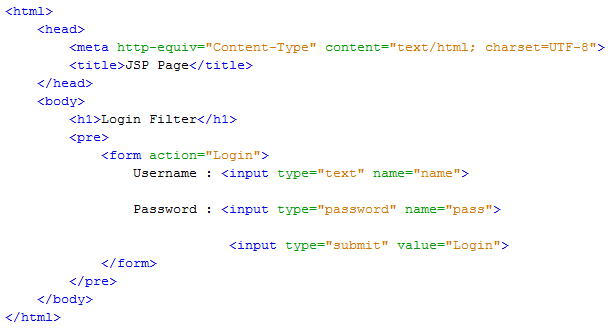 <html>
<head>
<meta http-equiv="Content-Type" content="text/html; charset=UTF-8">
<title>JSP Page</title>
</head>
<body>
<h1>Login Filter</h1>
<pre>
<form action="Login">
Username : <input type="text" name="name">
Password : <input type="password" name="pass">
<input type="submit" value="Login">
</form>
</pre>
</body>
</html>